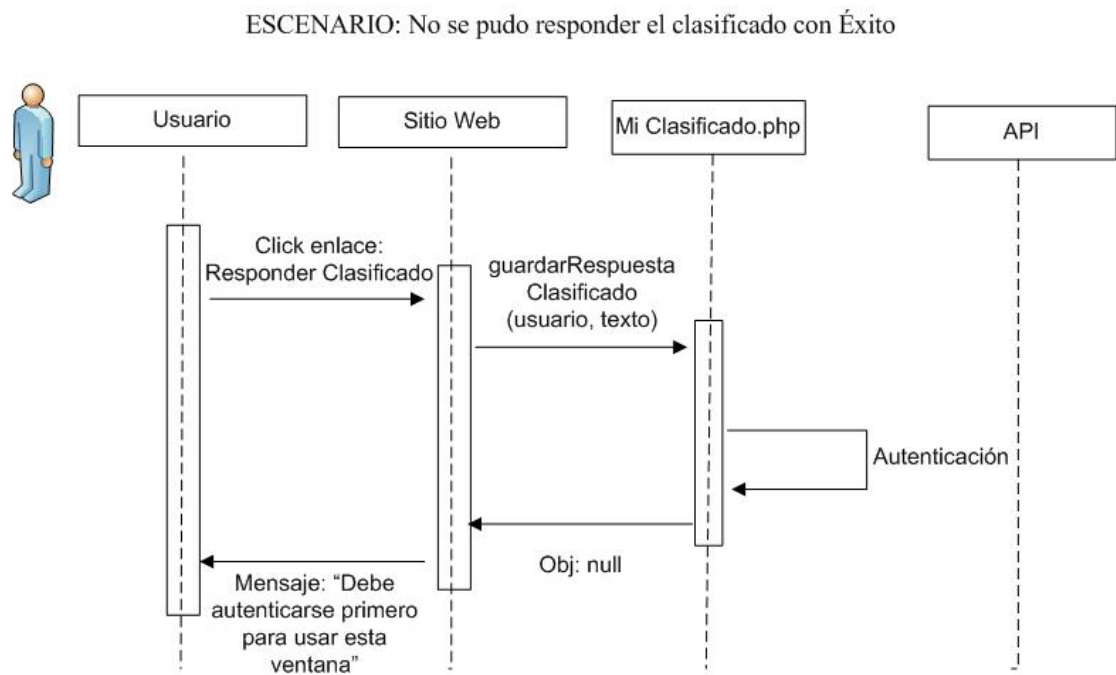 ESCENARIO: No se pudo responder el clasificado con Éxito
Usuario
Sitio Web
Mi Clasificado.php
API
Click enlace:
Responder Clasificado
guardarRespuesta
Clasificado
(usuario, texto)
Autenticación
Obj: null
Mensaje: “Debe
autenticarse primero
para usar esta
ventana”